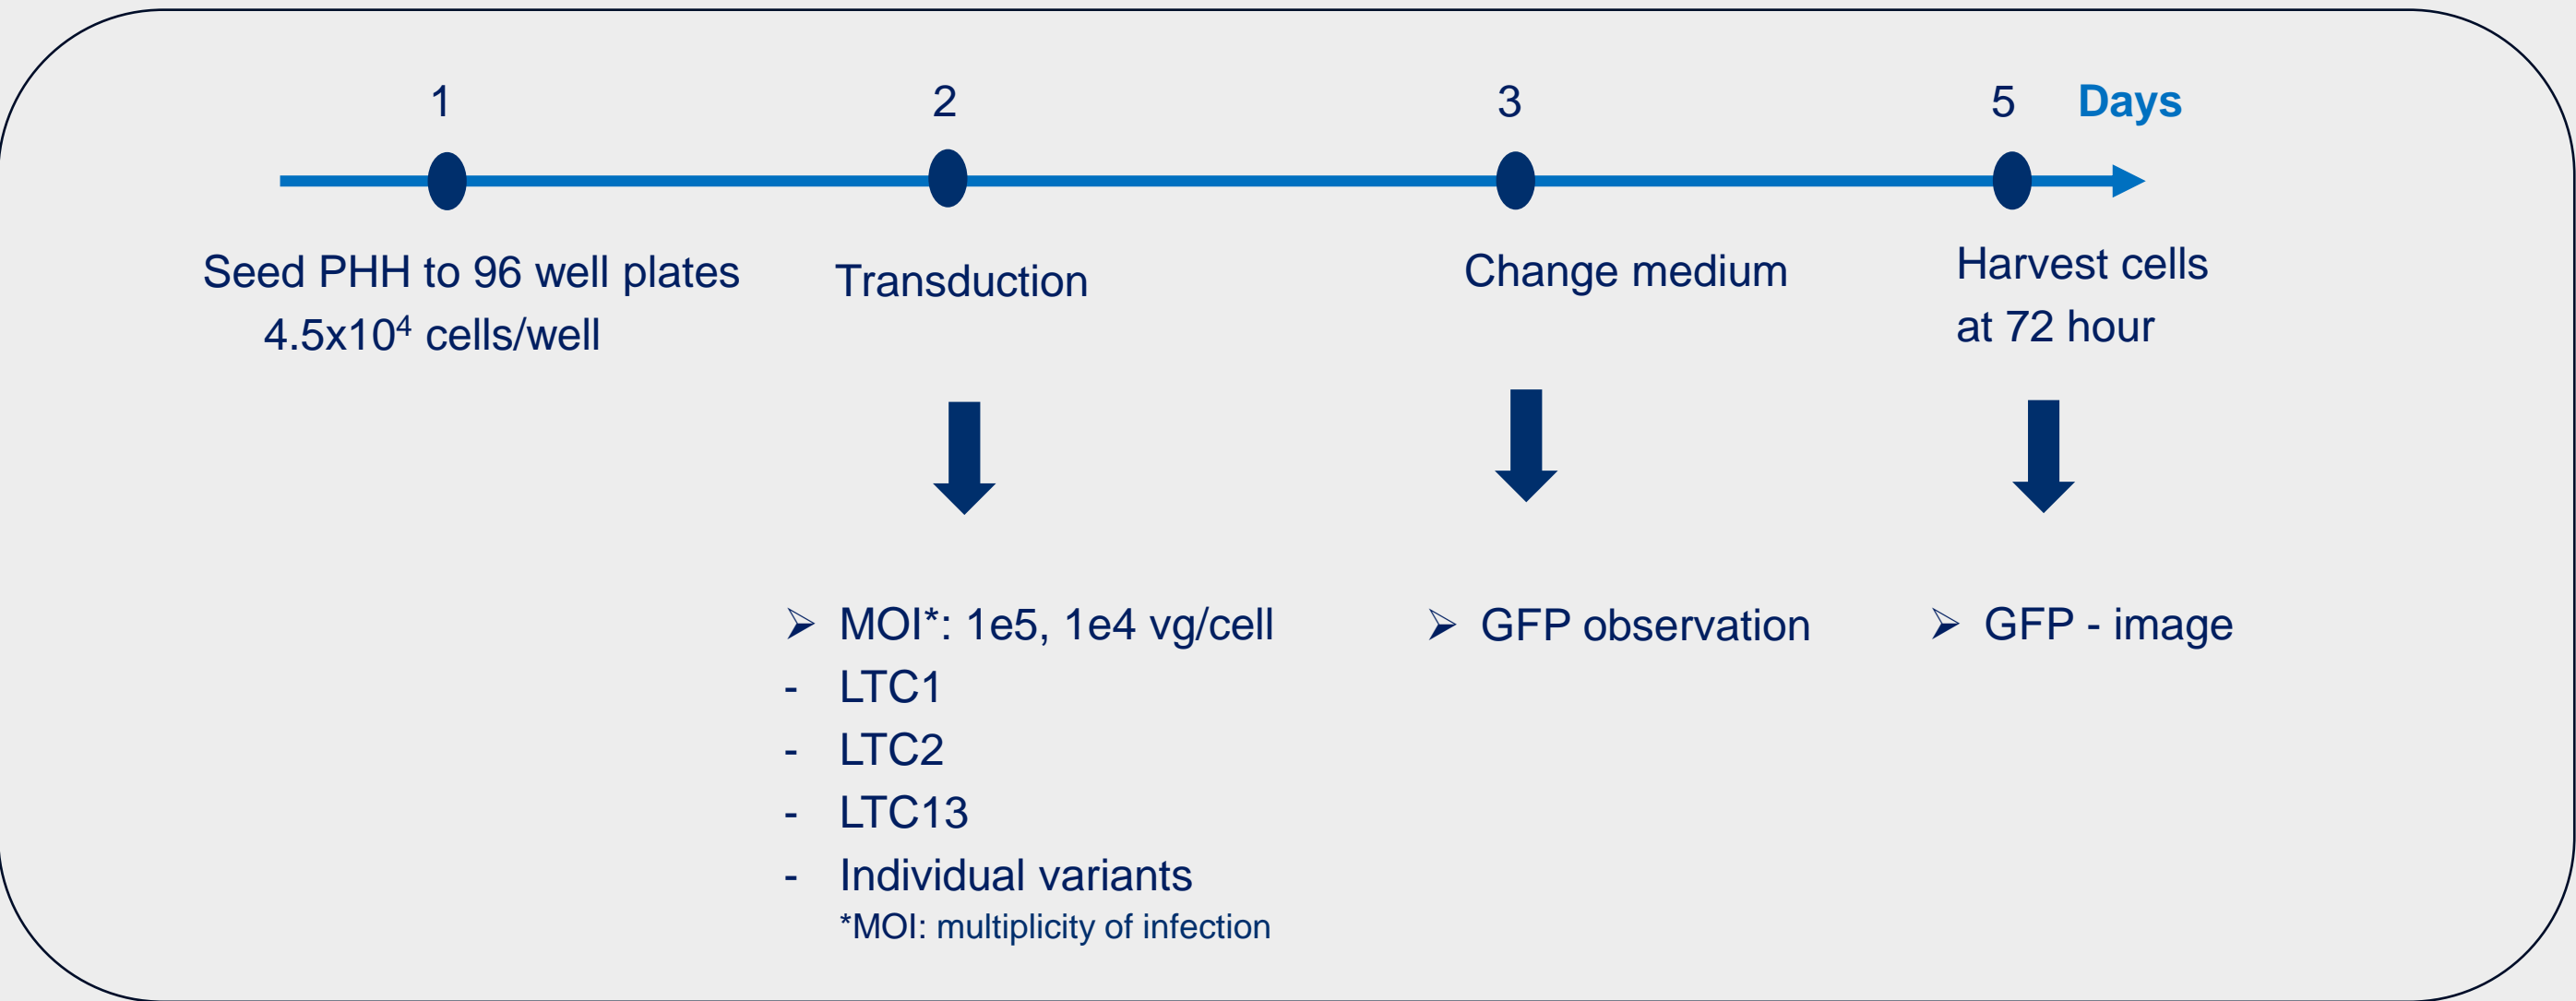 1
2
3
5
Days
Seed PHH to 96 well plates
4.5x10⁴ cells/well
Transduction
Change medium
Harvest cells
at 72 hour
➢ MOI*: 1e5, 1e4 vg/cell
- LTC1
- LTC2
- LTC13
- Individual variants
*MOI: multiplicity of infection
➢ GFP observation
➢ GFP - image